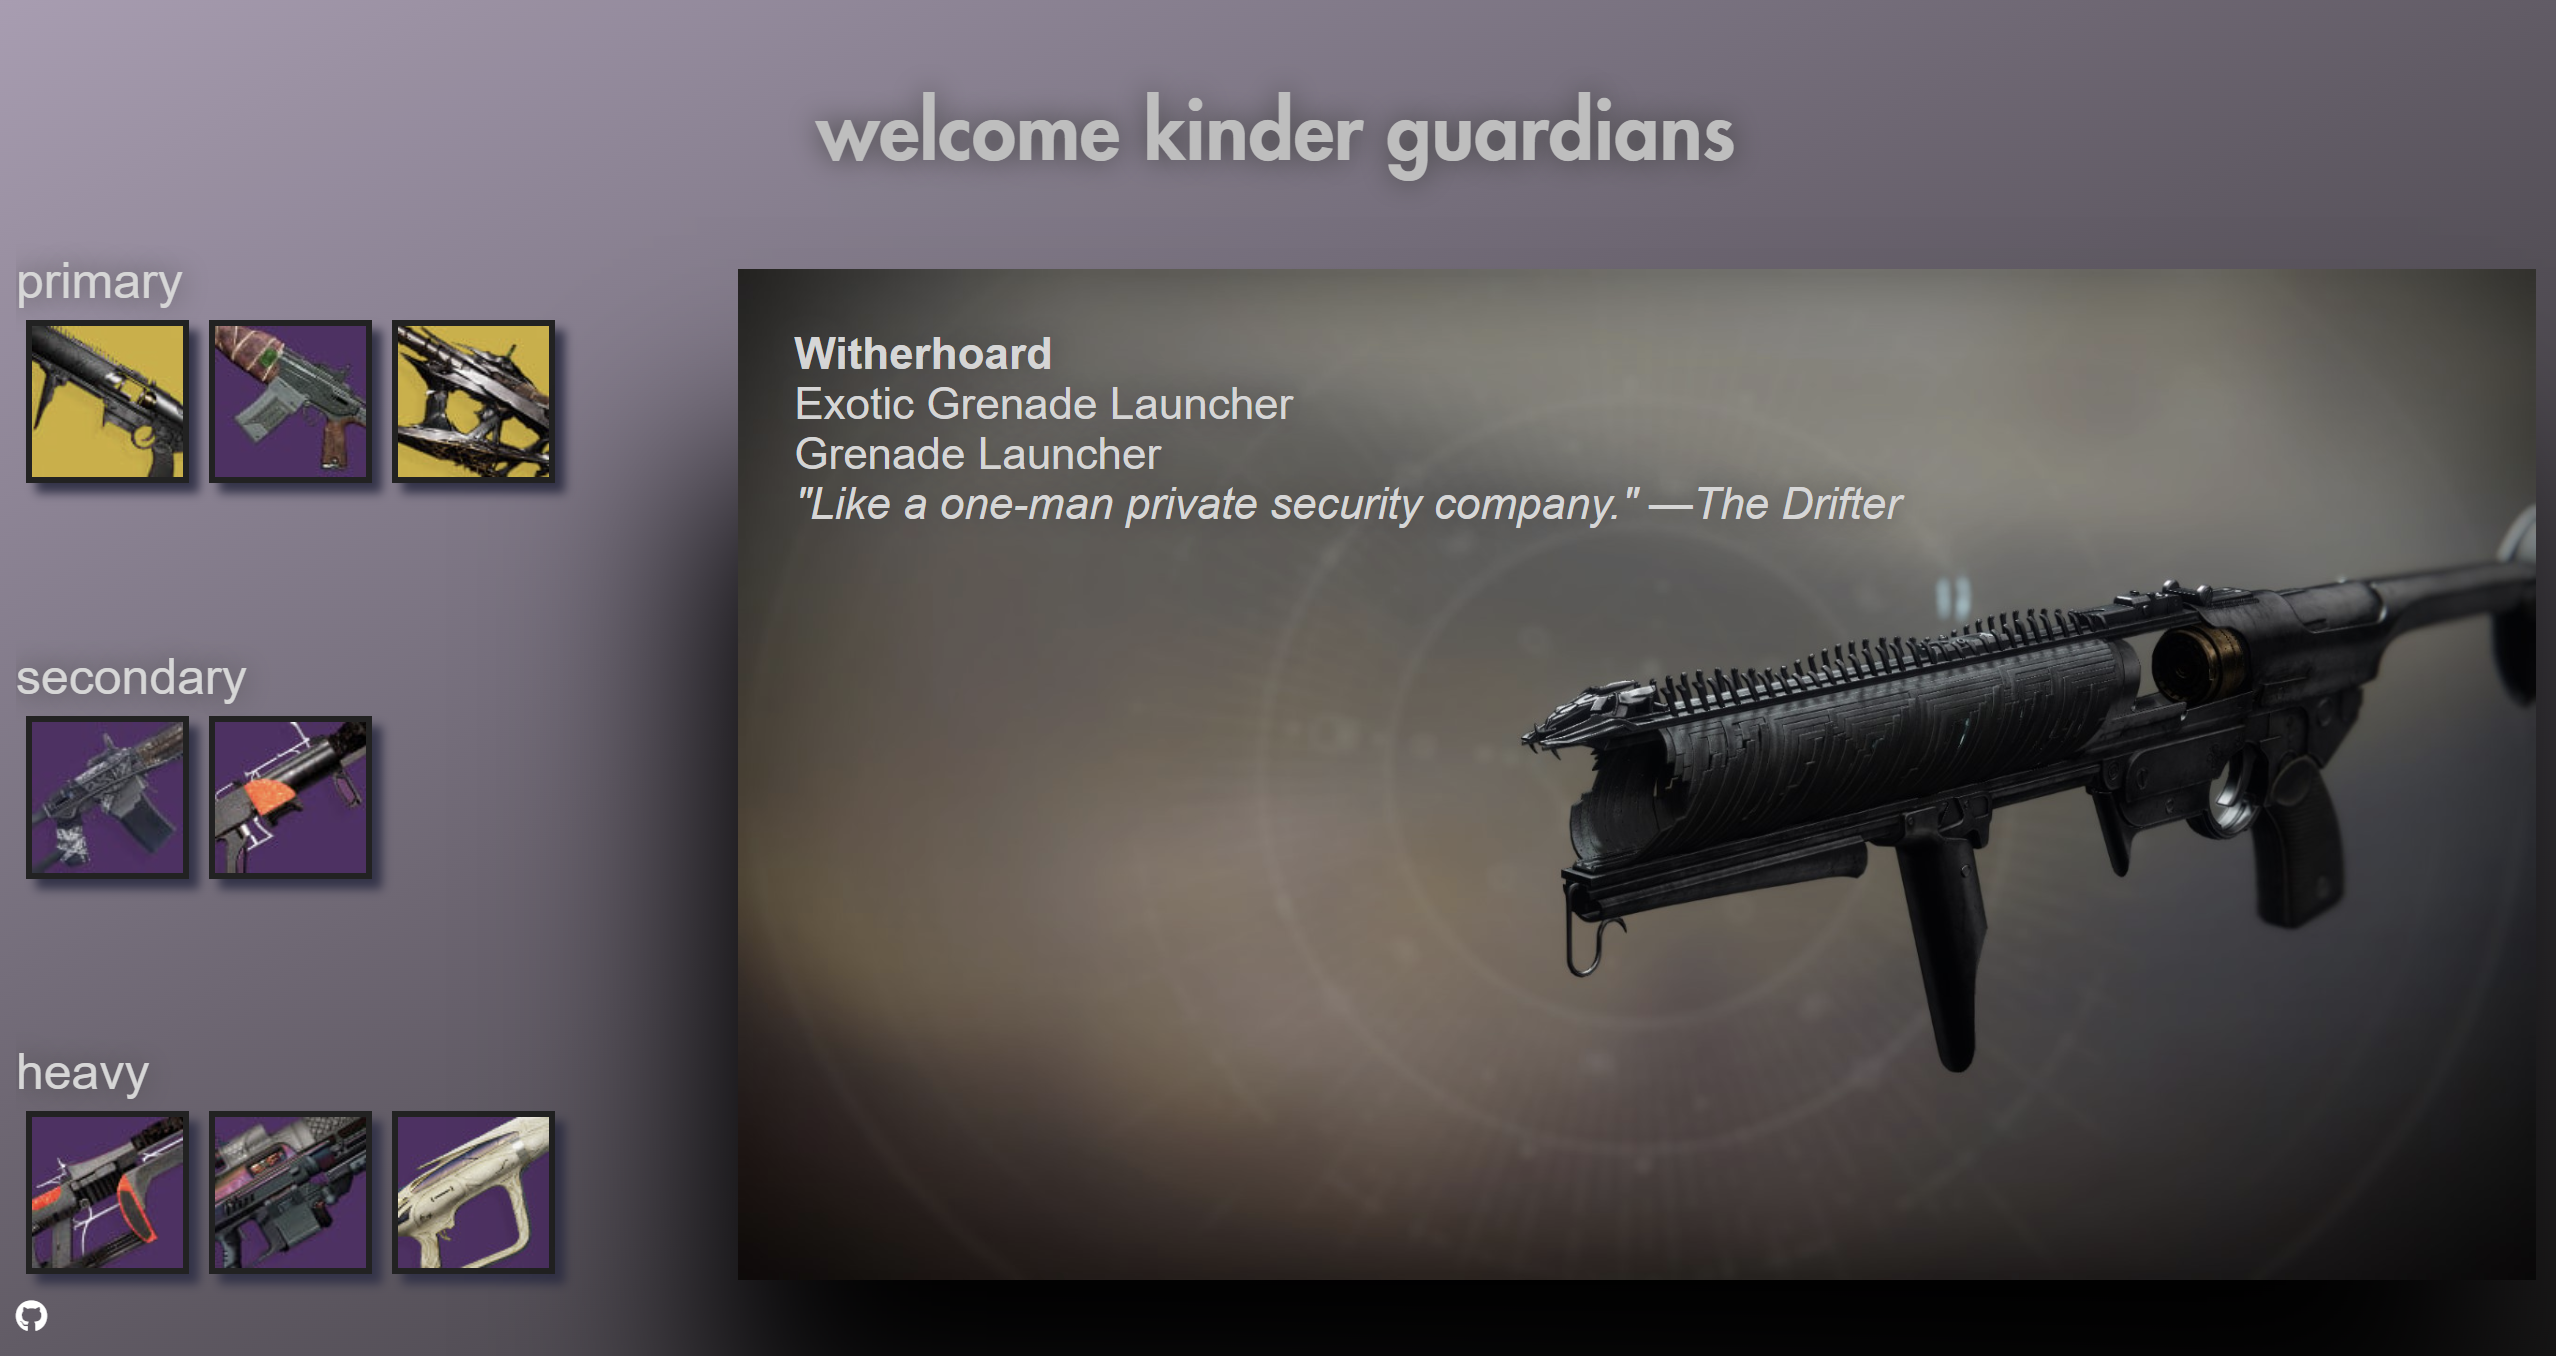 welcome kinder guardians
primary
secondary
heavy
Witherhoard
Exotic Grenade Launcher
Grenade Launcher
"Like a one-man private security company." —The Drifter